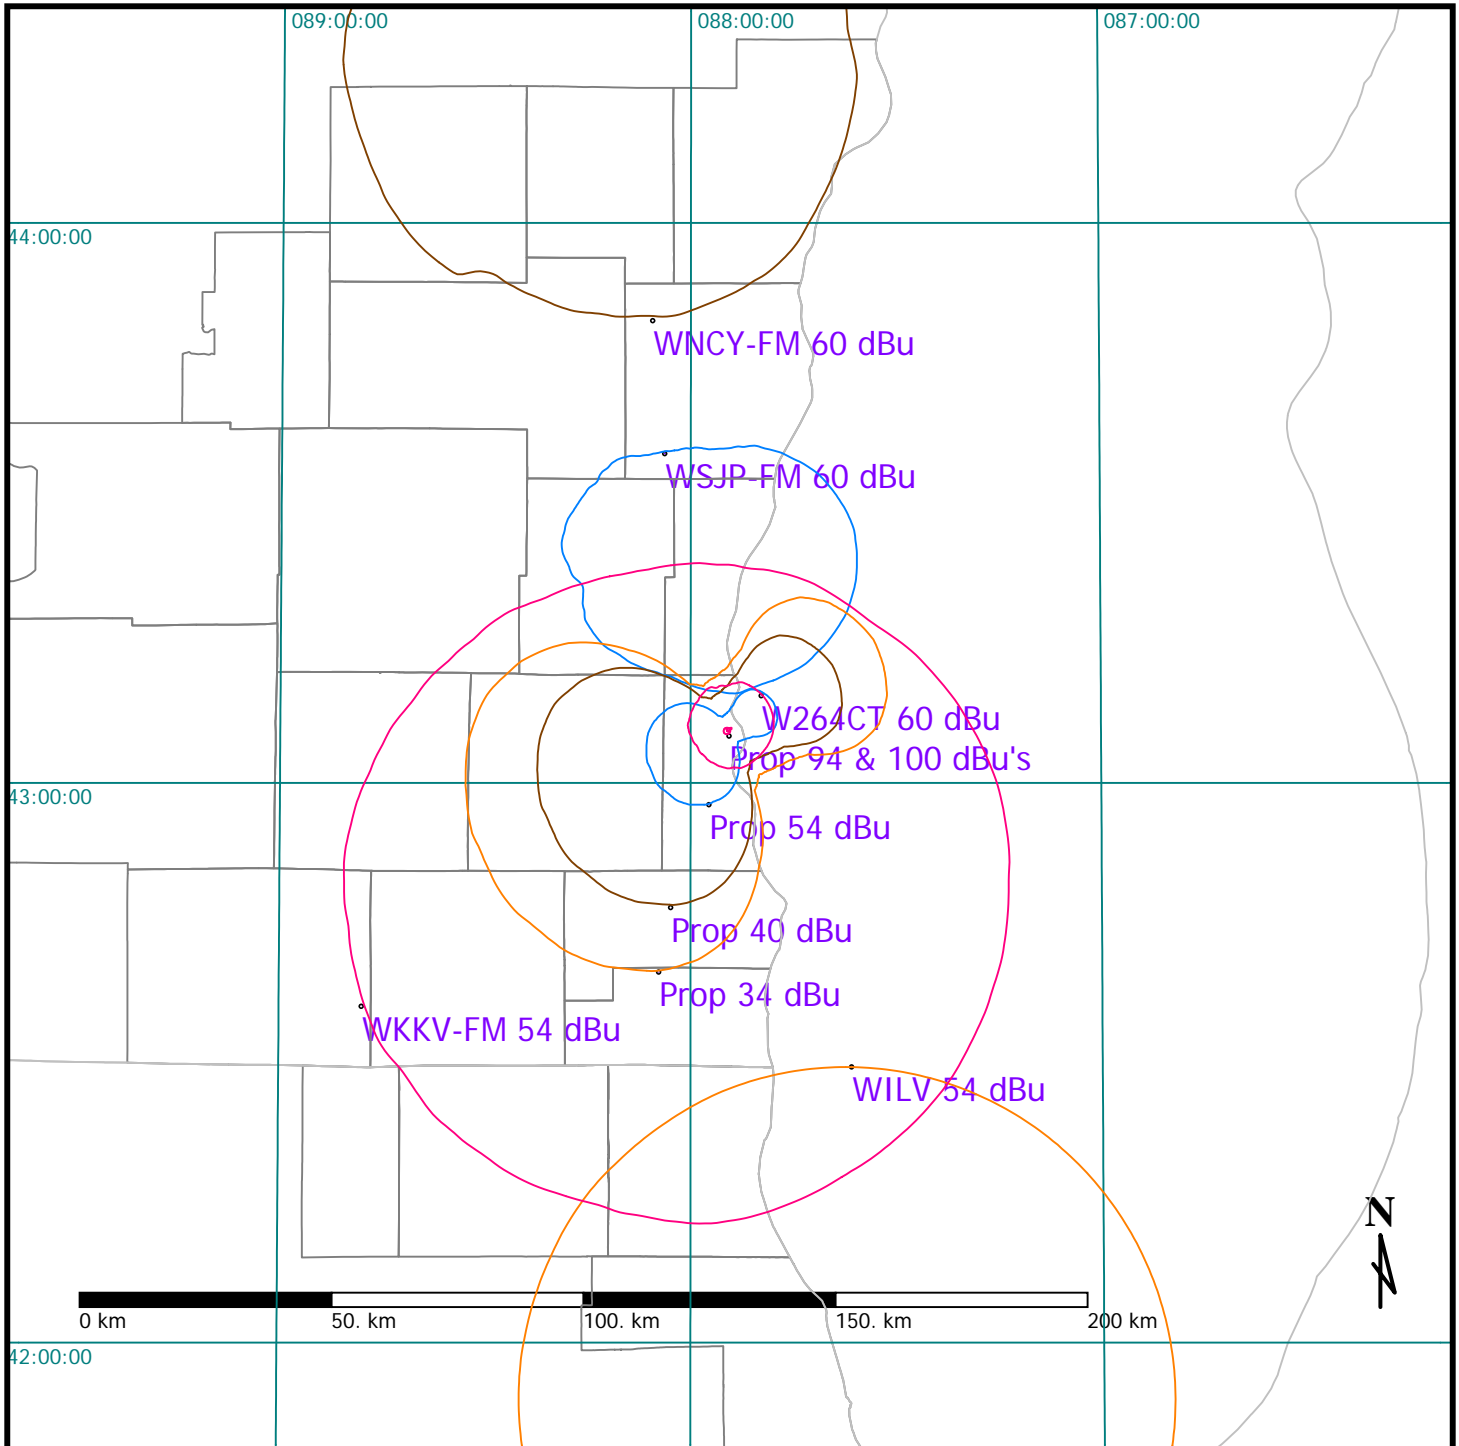 089:00:00
088:00:00
087:00:00
44:00:00
WNCY-FM 60 dBu
WSJP-FM 60 dBu
W264CT 60 dBu
Prop 94 & 100 dBu's
43:00:00
Prop 54 dBu
Prop 40 dBu
Prop 34 dBu
WKKV-FM 54 dBu
WILV 54 dBu
N
0 km
50. km
100. km
150. km
200 km
42:00:00